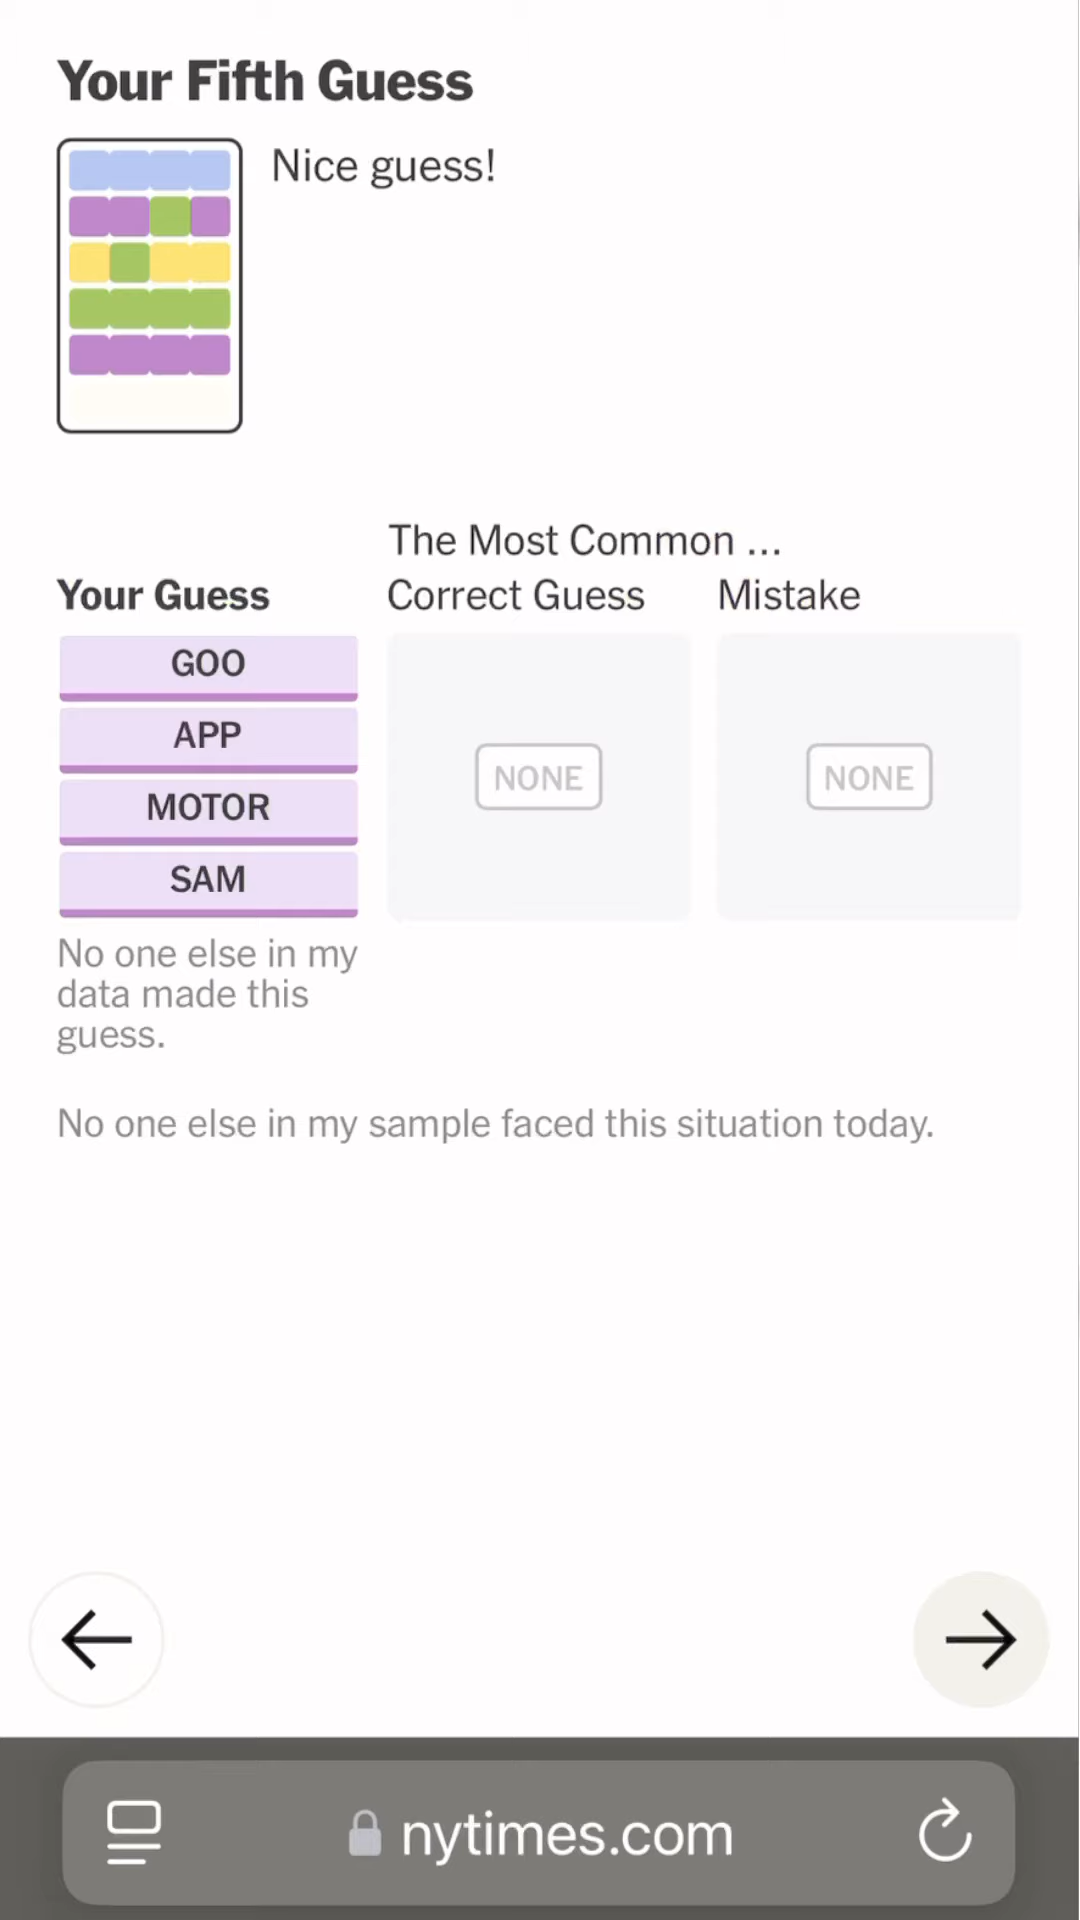 Your Fifth Guess
Nice guess!
The Most Common ...
Your Guess
Correct Guess
Mistake
GOO
APP
MOTOR
SAM
NONE
NONE
No one else in my
data made this
guess.
No one else in my sample faced this situation today.
nytimes.com